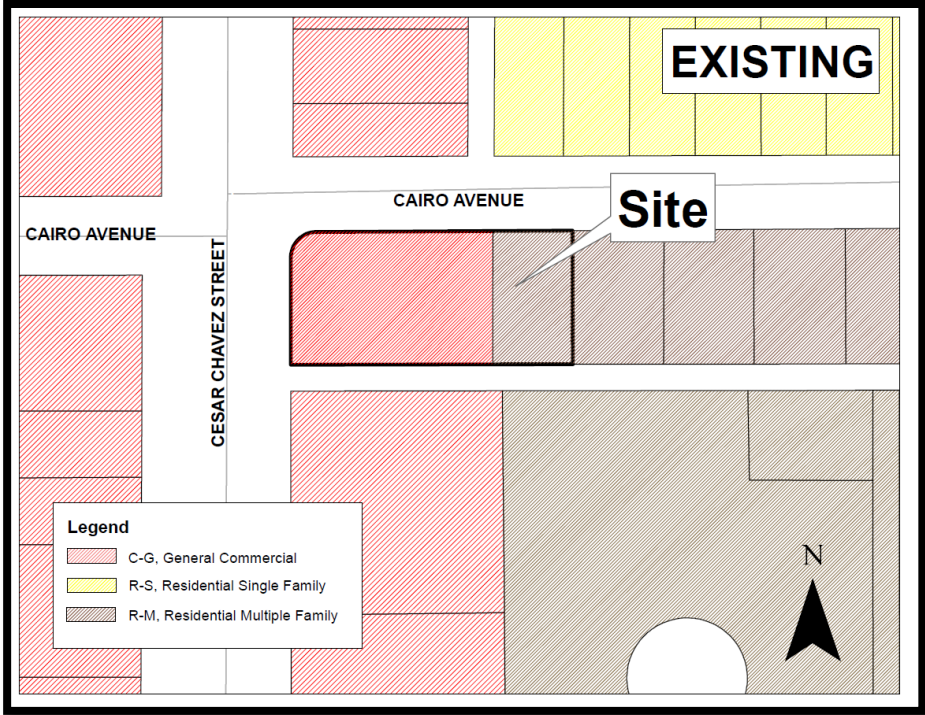 EXISTING
CAIRO AVENUE
Site
CAIRO AVENUE
CESAR CHAVEZ STREET
Legend
C-G, General Commercial
R-S, Residential Single Family
R-M, Residential Multiple Family
N